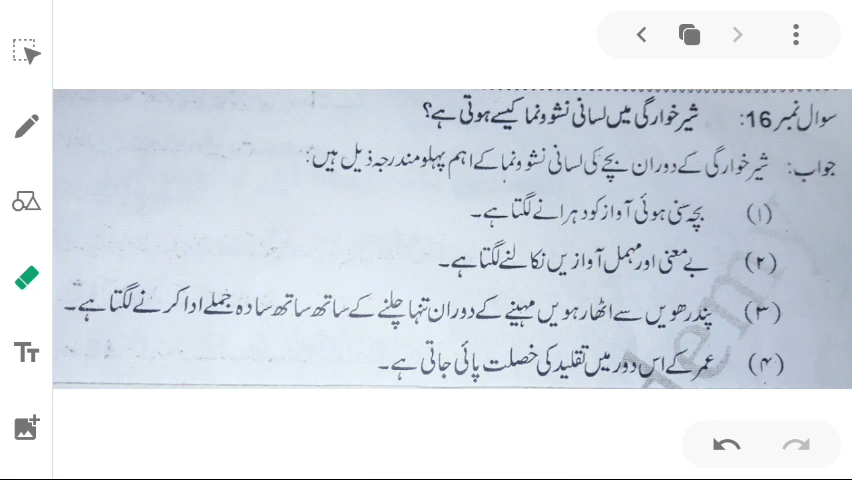 سوال نمبر 16: شیر خوارگی میں لسانی نشوونما کیسے ہوتی ہے؟
جواب: شیر خوارگی کے دوران بچے کی لسانی نشوونما کے اہم پہلو مندرجہ ذیل ہیں:
(۱) بچہ سنی ہوئی آواز کو دہرانے لگتا ہے۔
(۲) بے معنی اور مہمل آوازیں نکالنے لگتا ہے۔
(۳) پندرھویں سے اٹھارہویں مہینے کے دوران تنہا چلنے کے ساتھ ساتھ سادہ جملے ادا کرنے لگتا ہے۔
(۴) عمر کے اس دور میں تقلید کی خصلت پائی جاتی ہے۔
demy
Tт